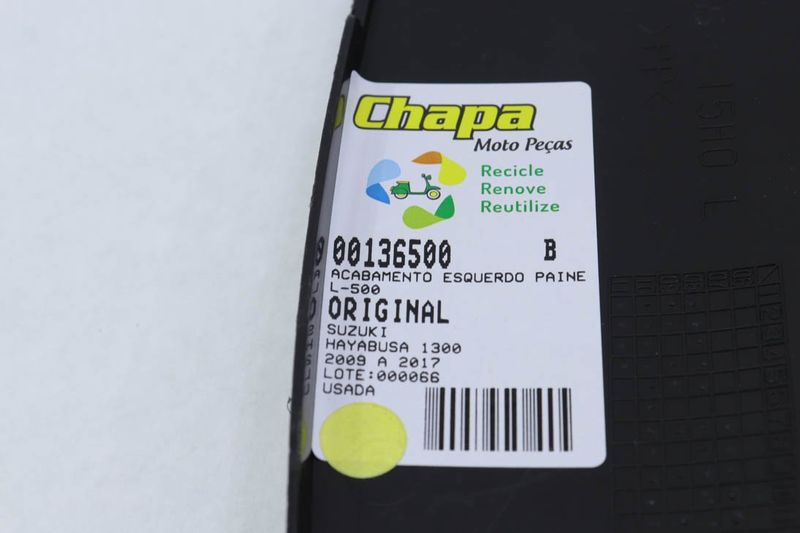 Chapa
Moto Peças
Recicle
Renove
Reutilize
00136500 B
ACABAMENTO ESQUERDO PAINE
L-500
ORIGINAL
SUZUKI
HAYABUSA 1300
2009 A 2017
LOTE:000066
USADA
15H0 L